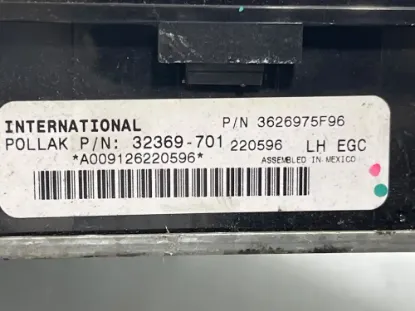 INTERNATIONAL P/N 3626975F96
POLLAK P/N: 32369-701 220596 LH EGC
*A009126220596* ASSEMBLED IN MEXICO